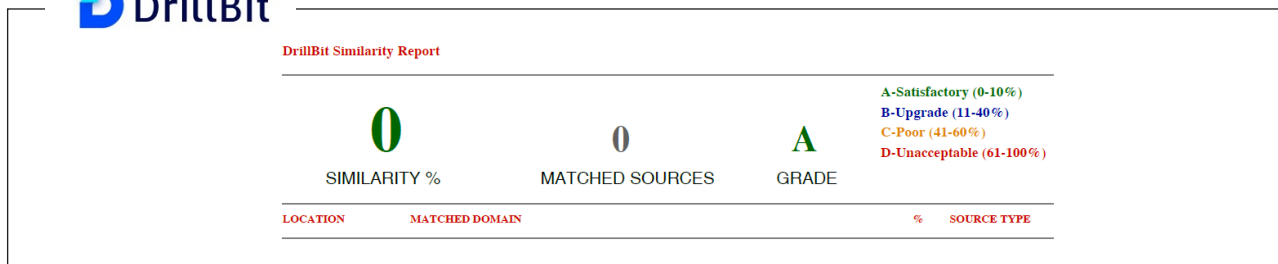 DrillBit
DrillBit Similarity Report
0
SIMILARITY %
0
MATCHED SOURCES
A
GRADE
A-Satisfactory (0-10%)
B-Upgrade (11-40%)
C-Poor (41-60%)
D-Unacceptable (61-100%)
LOCATION MATCHED DOMAIN % SOURCE TYPE